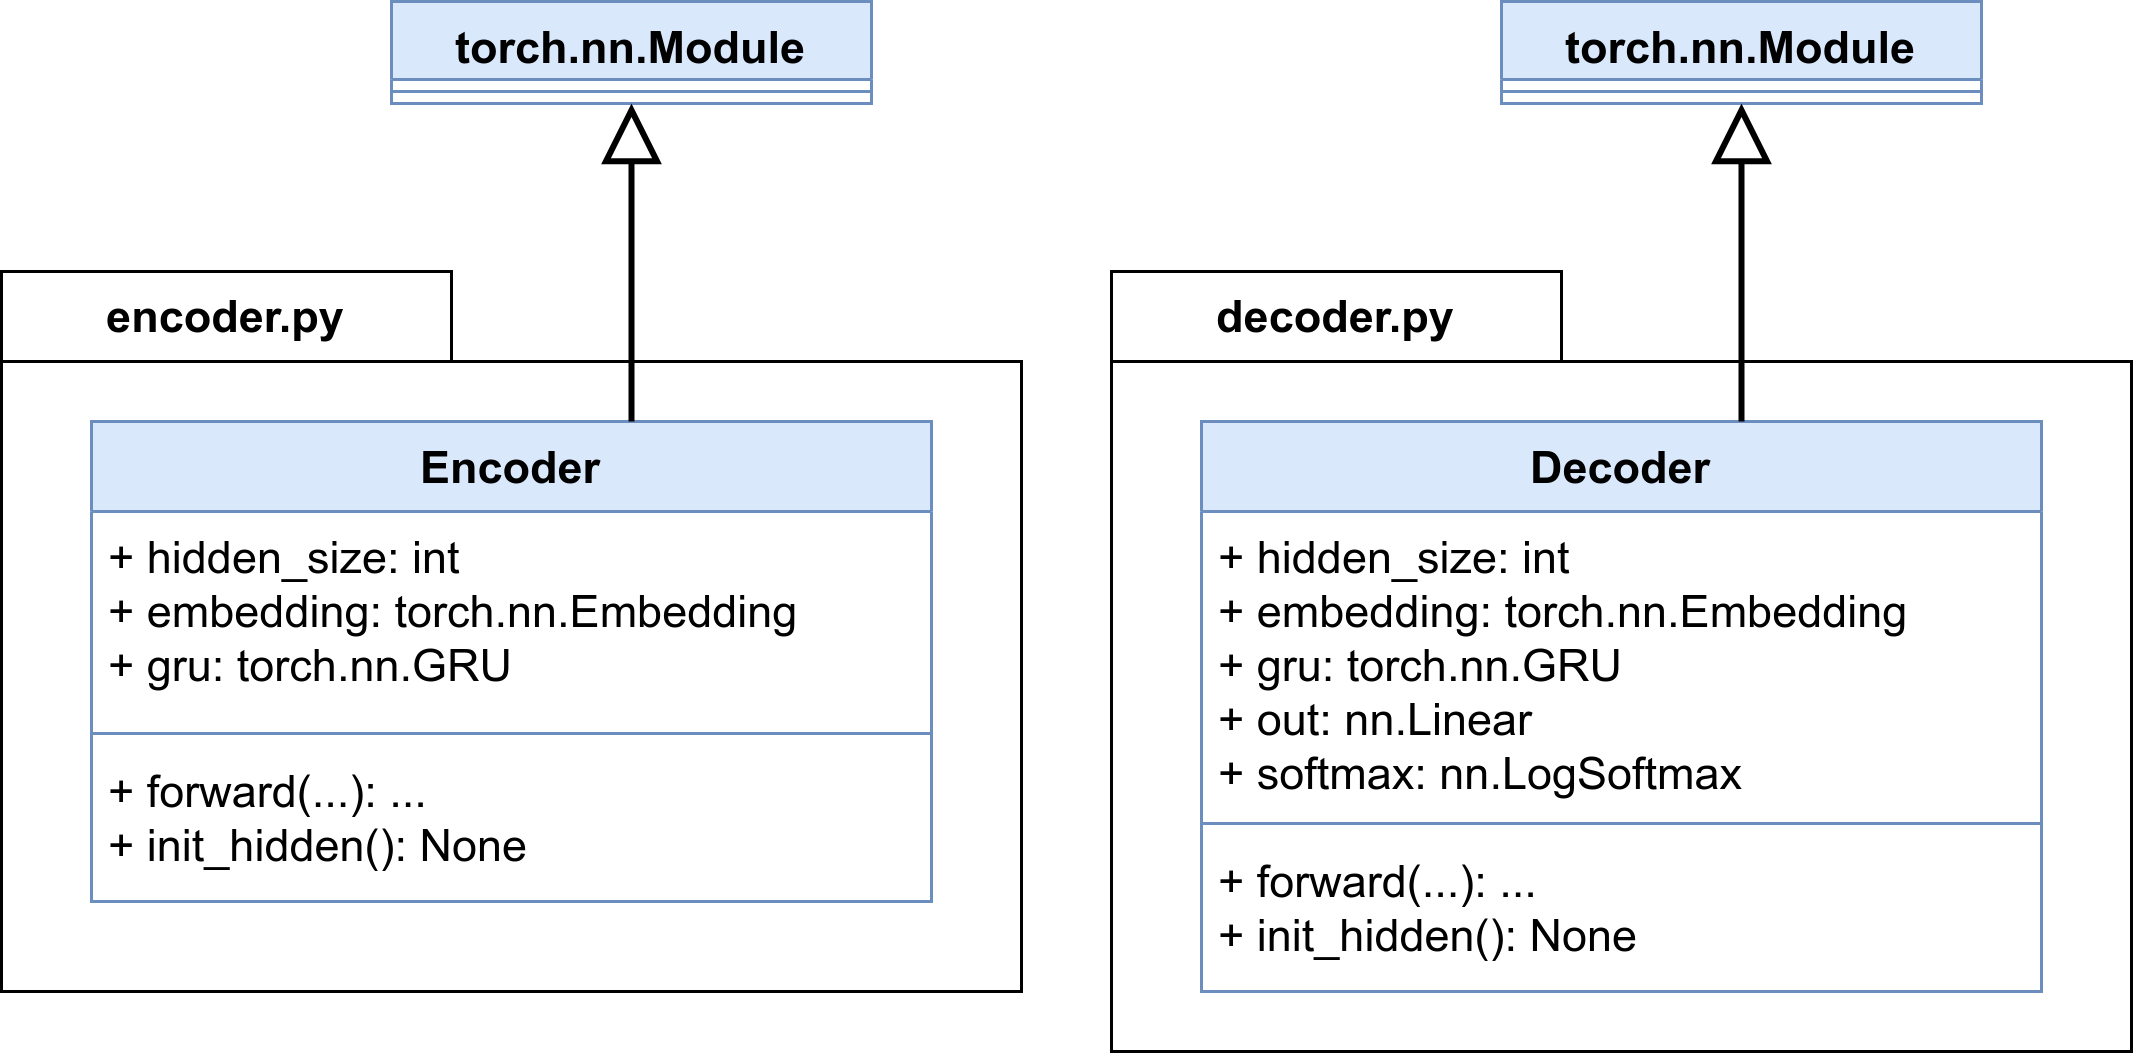 torch.nn.Module
encoder.py
Encoder
+ hidden_size: int
+ embedding: torch.nn.Embedding
+ gru: torch.nn.GRU
+ forward(...): ...
+ init_hidden(): None
torch.nn.Module
decoder.py
Decoder
+ hidden_size: int
+ embedding: torch.nn.Embedding
+ gru: torch.nn.GRU
+ out: nn.Linear
+ softmax: nn.LogSoftmax
+ forward(...): ...
+ init_hidden(): None